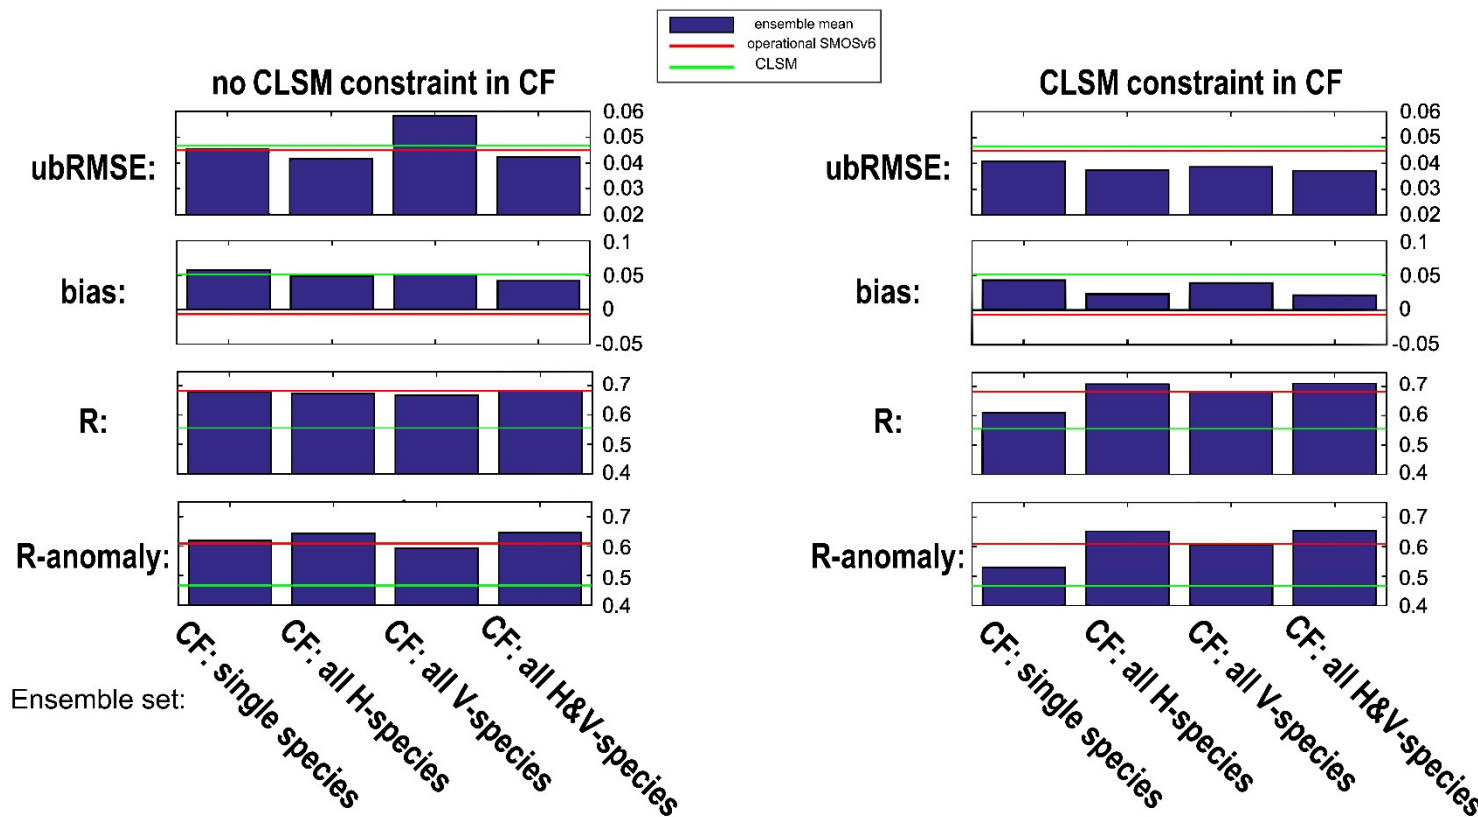 ensemble mean
operational SMOSv6
CLSM
no CLSM constraint in CF
CLSM constraint in CF
ubRMSE:
0.06
0.05
0.04
0.03
0.02
ubRMSE:
0.06
0.05
0.04
0.03
0.02
bias:
0.1
0.05
0
-0.05
bias:
0.1
0.05
0
-0.05
R:
0.7
0.6
0.5
0.4
R:
0.7
0.6
0.5
0.4
R-anomaly:
0.7
0.6
0.5
0.4
R-anomaly:
0.7
0.6
0.5
0.4
Ensemble set:
CF: single species
CF: all H-species
CF: all V-species
CF: all H&V-species
CF: single species
CF: all H-species
CF: all V-species
CF: all H&V-species